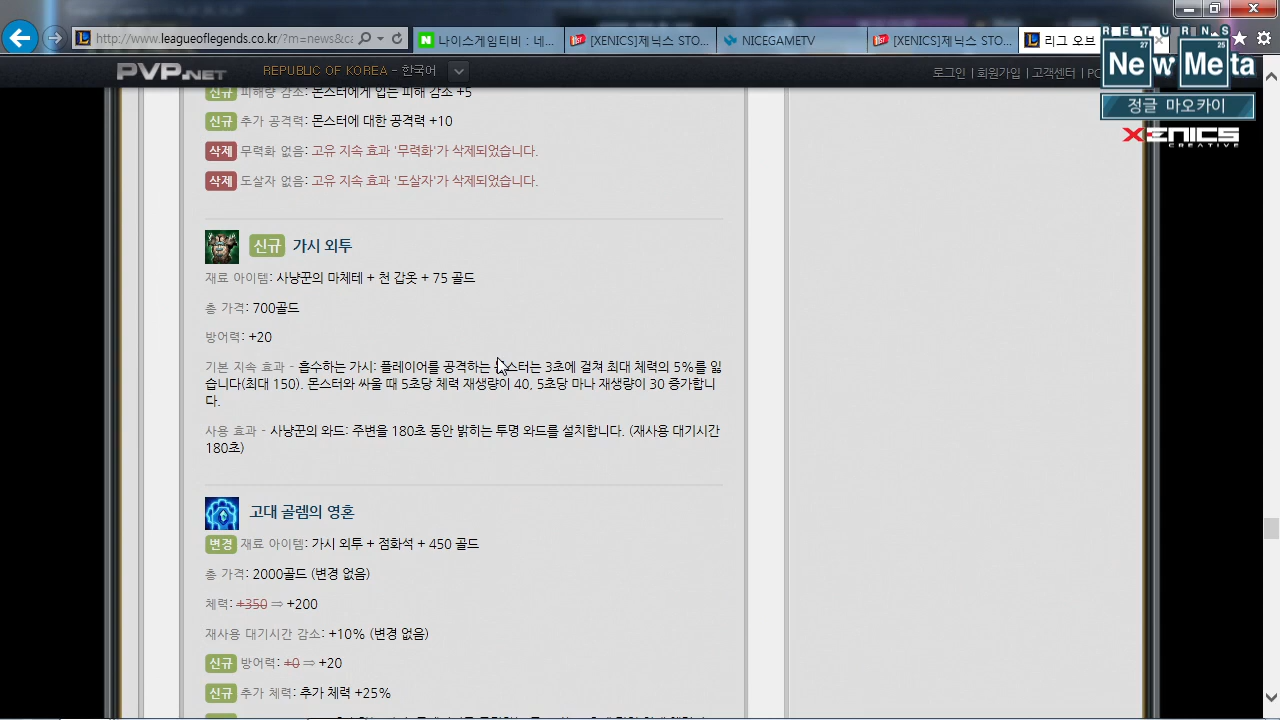 http://www.leagueoflegends.co.kr/?m=news&ca
나이스게임티비 : 네...
[XENICS]제닉스 STO...
NICEGAMETV
[XENICS]제닉스 STO...
리그 오브
RETURNS
27 25
New Meta
정글 마오카이
XENICS
CREATIVE
PVP.NET REPUBLIC OF KOREA - 한국어
로그인 | 회원가입 | 고객센터 | PC
신규 피해량 감소: 몬스터에게 입는 피해 감소 +5
신규 추가 공격력: 몬스터에 대한 공격력 +
삭제 무력화 없음: 고유 지속 효과 '무력화'가 삭제되었습니다.
삭제 도살자 없음: 고유 지속 효과 '도살자'가 삭제되었습니다.
신규 가시 외투
재료 아이템: 사냥꾼의 마체테 + 천 갑옷 + 75 골드
총 가격: 700골드
방어력: +20
기본 지속 효과 - 흡수하는 가시: 플레이어를 공격하는 몬스터는 3초에 걸쳐 최대 체력의 5%를 잃
습니다(최대 150). 몬스터와 싸울 때 5초당 체력 재생량이 40, 5초당 마나 재생량이 30 증가합니
다.
사용 효과 - 사냥꾼의 와드: 주변을 180초 동안 밝히는 투명 와드를 설치합니다. (재사용 대기시간
180초)
고대 골렘의 영혼
변경 재료 아이템: 가시 외투 + 점화석 + 450 골드
총 가격: 2000골드 (변경 없음)
체력: +350 ⇒ +200
재사용 대기시간 감소: +10% (변경 없음)
신규 방어력: +0 ⇒ +20
신규 추가 체력: 추가 체력 +25%